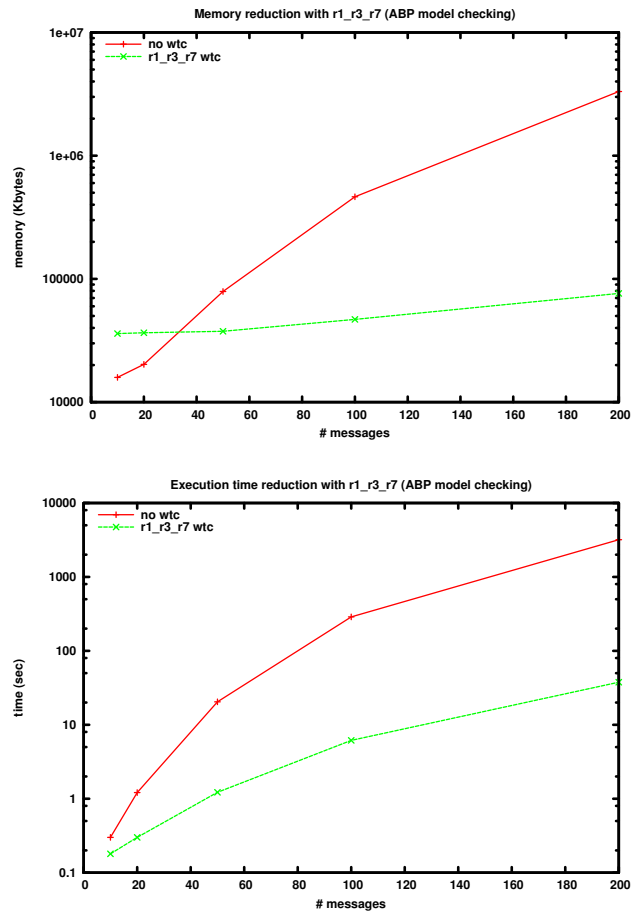 Memory reduction with r1_r3_r7 (ABP model checking)
1e+07
no wtc
r1_r3_r7 wtc
1e+06
memory (Kbytes)
100000
10000
0 20 40 60 80 100 120 140 160 180 200
# messages
Execution time reduction with r1_r3_r7 (ABP model checking)
10000
no wtc
r1_r3_r7 wtc
1000
100
time (sec)
10
1
0.1
0 20 40 60 80 100 120 140 160 180 200
# messages